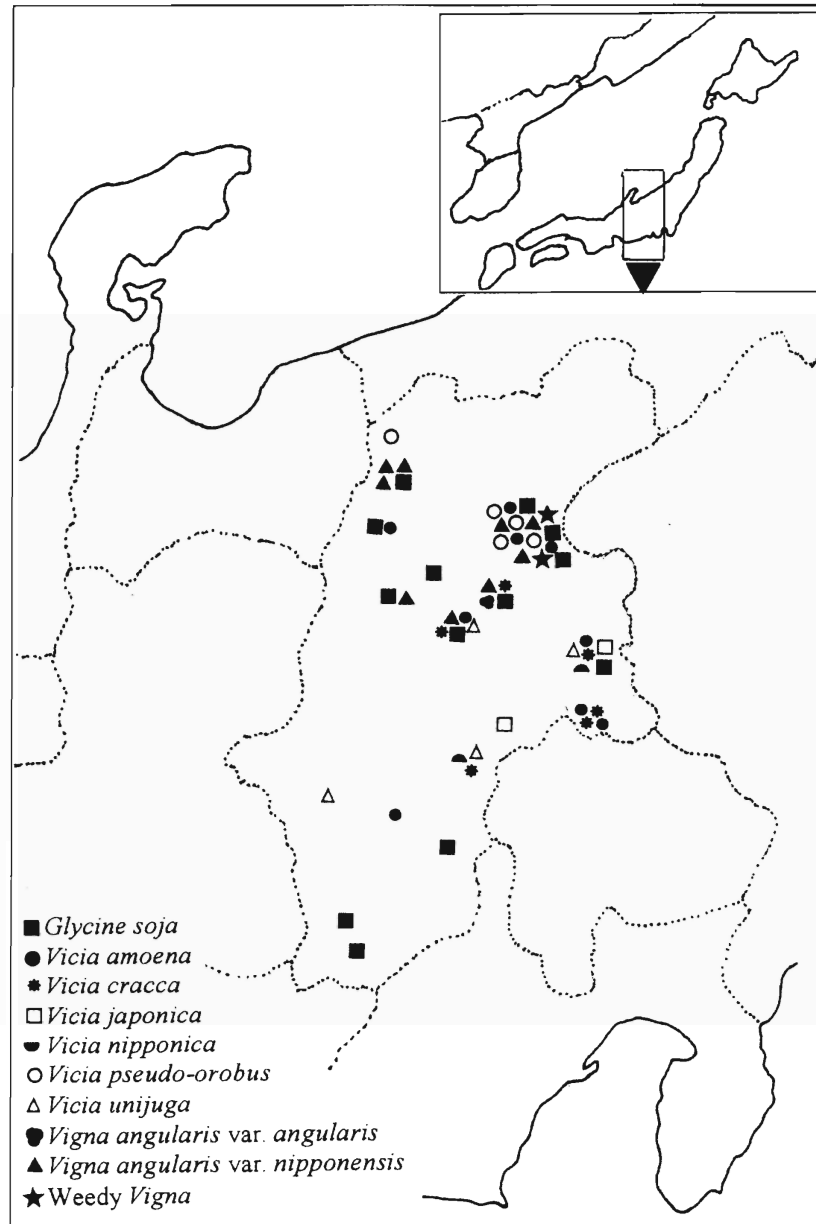 Glycine soja
Vicia amoena
Vicia cracca
Vicia japonica
Vicia nipponica
Vicia pseudo-orobus
Vicia unijuga
Vigna angularis var. angularis
Vigna angularis var. nipponensis
Weedy Vigna